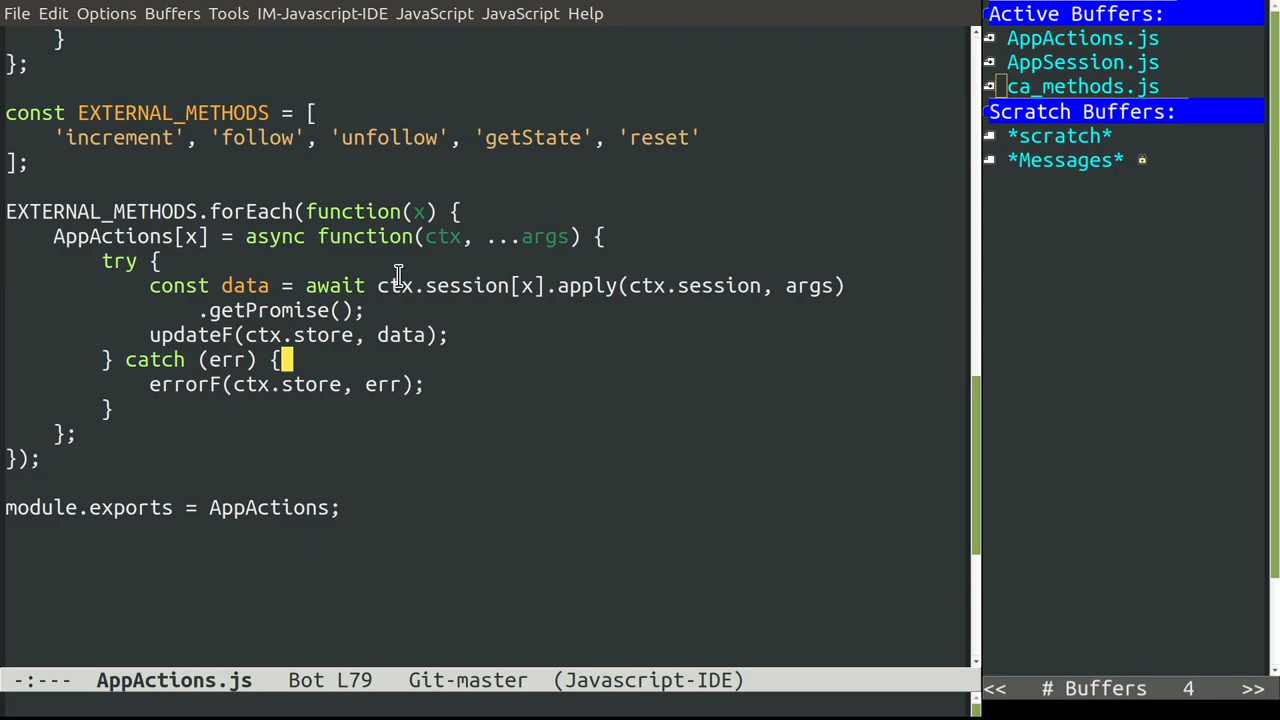 File Edit Options Buffers Tools IM-Javascript-IDE JavaScript JavaScript Help
    }
};
const EXTERNAL_METHODS = [
    'increment', 'follow', 'unfollow', 'getState', 'reset'
];
EXTERNAL_METHODS.forEach(function(x) {
    AppActions[x] = async function(ctx, ...args) {
        try {
            const data = await ctx.session[x].apply(ctx.session, args)
                .getPromise();
            updateF(ctx.store, data);
        } catch (err) {
            errorF(ctx.store, err);
        }
    };
});
module.exports = AppActions;
-:---  AppActions.js   Bot L79   Git-master  (Javascript-IDE)
Active Buffers:
AppActions.js
AppSession.js
ca_methods.js
Scratch Buffers:
*scratch*
*Messages*
<< # Buffers 4 >>